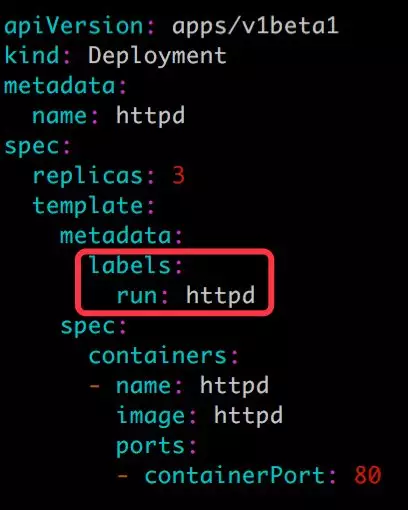 apiVersion: apps/v1beta1
kind: Deployment
metadata:
  name: httpd
spec:
  replicas: 3
  template:
    metadata:
      labels:
        run: httpd
    spec:
      containers:
      - name: httpd
        image: httpd
        ports:
        - containerPort: 80